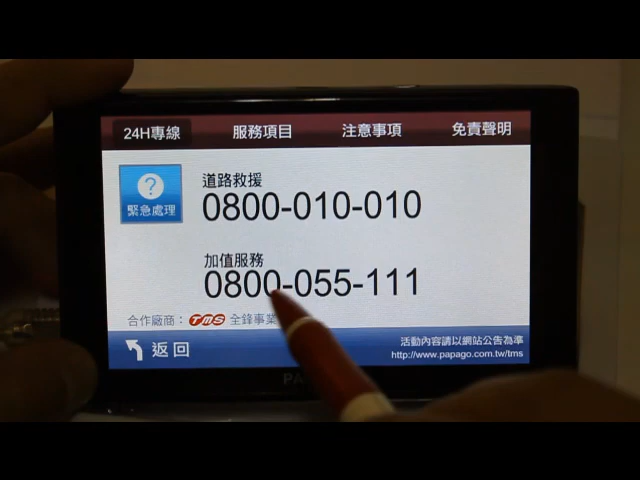 24H專線 服務項目 注意事項 免責聲明
?
緊急處理
道路救援
0800-010-010
加值服務
0800-055-111
合作廠商： TMS 全鋒事業
返回
活動內容請以網站公告為準
http://www.papago.com.tw/tms
PA